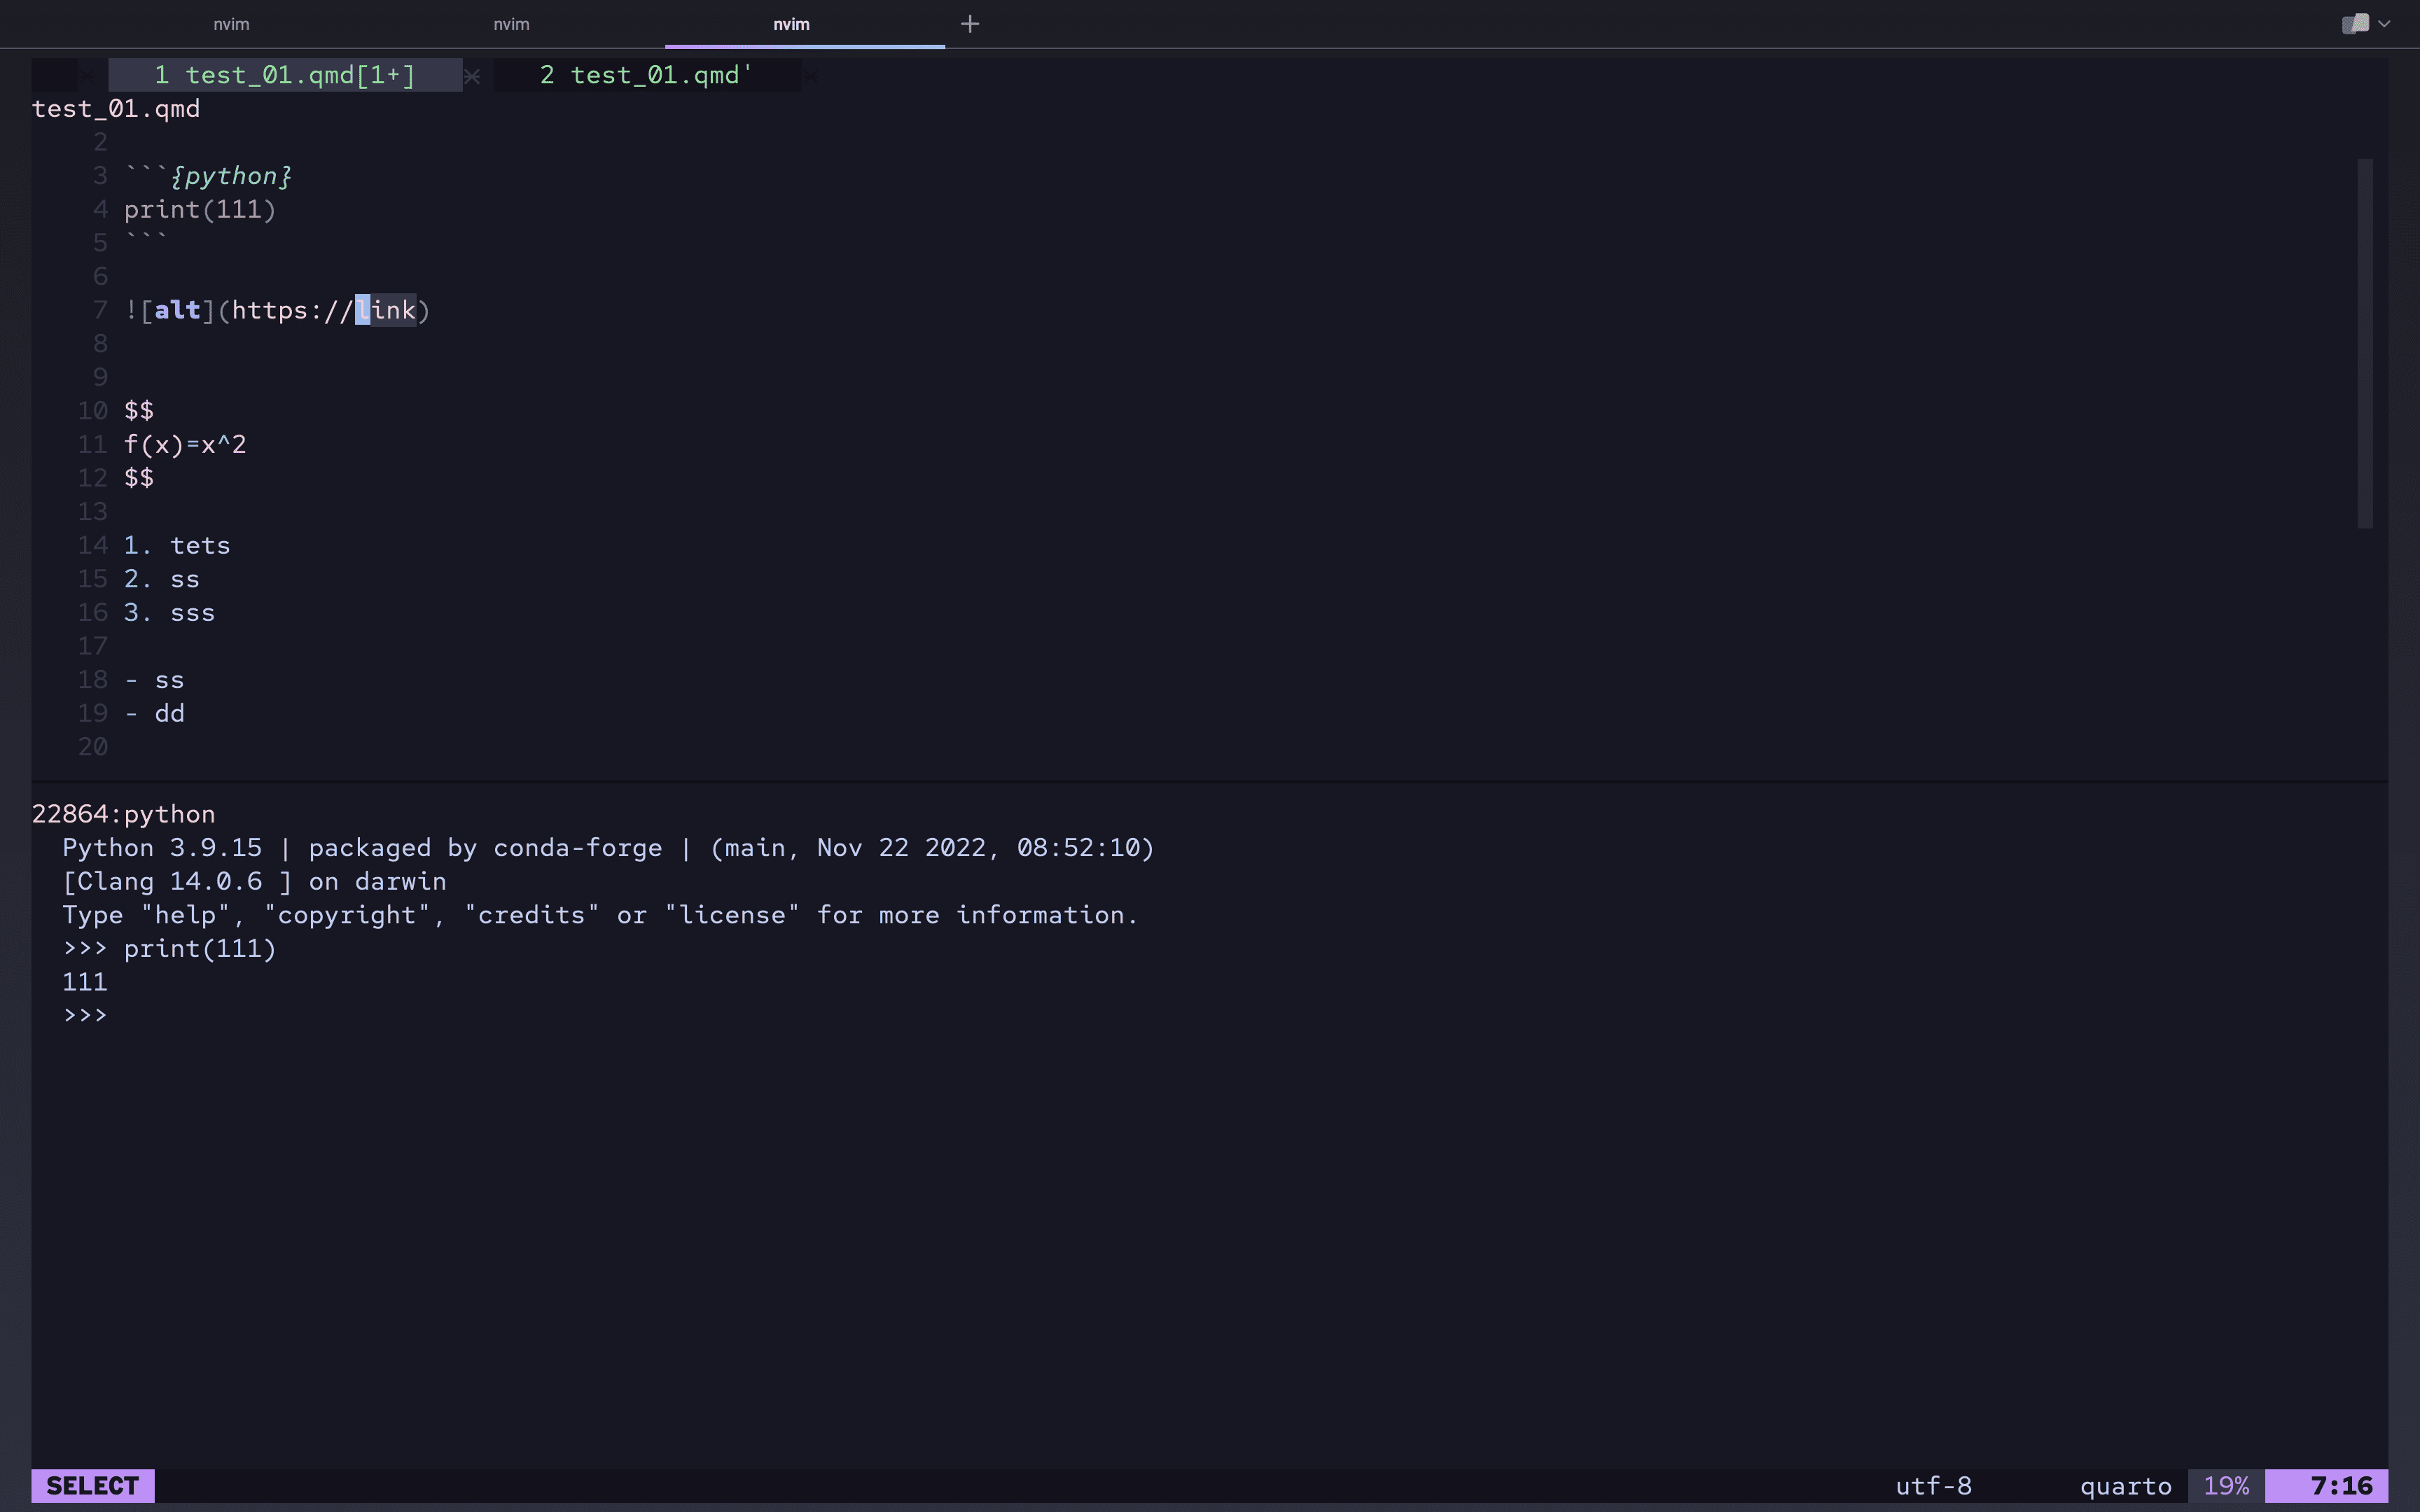 nvim nvim nvim +
1 test_01.qmd[1+] 2 test_01.qmd'
test_01.qmd
2
3 ```{python}
4 print(111)
5 ```
6
7 ![alt](https://link)
8
9
10 $$
11 f(x)=x^2
12 $$
13
14 1. tets
15 2. ss
16 3. sss
17
18 - ss
19 - dd
20
22864:python
Python 3.9.15 | packaged by conda-forge | (main, Nov 22 2022, 08:52:10)
[Clang 14.0.6 ] on darwin
Type "help", "copyright", "credits" or "license" for more information.
>>> print(111)
111
>>>
SELECT utf-8 quarto 19% 7:16